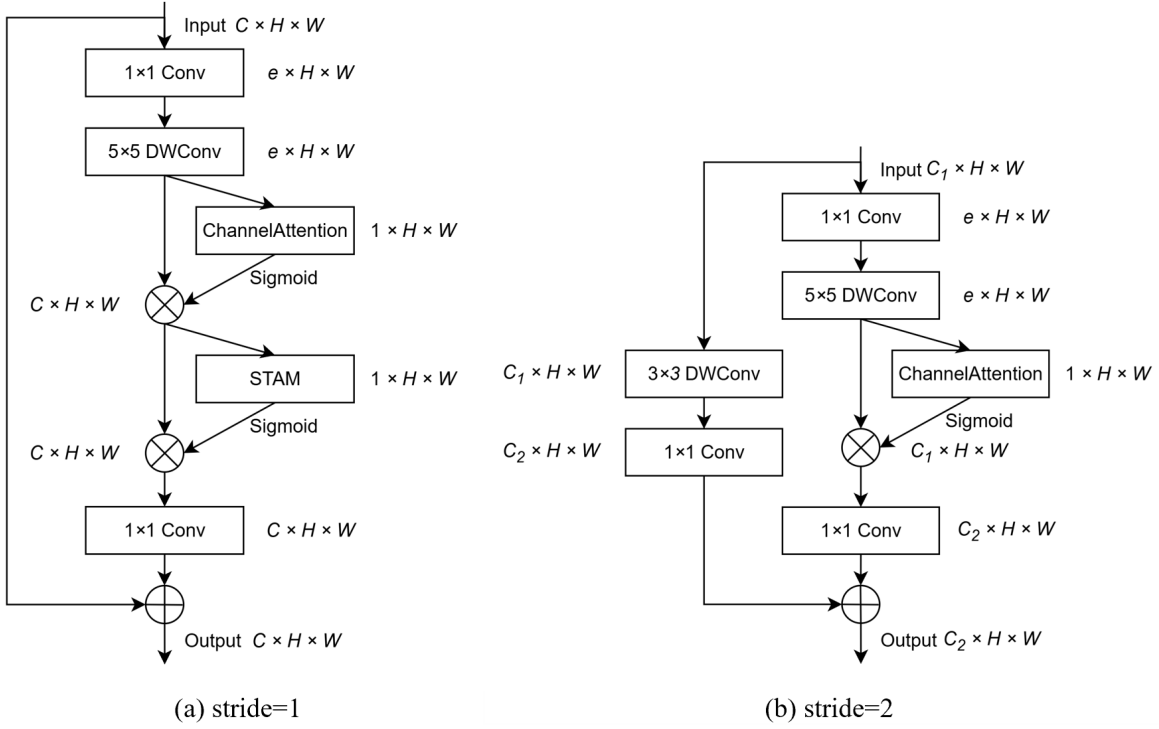 Input C × H × W
1×1 Conv
e × H × W
5×5 DWConv
e × H × W
ChannelAttention
1 × H × W
Sigmoid
C × H × W
STAM
1 × H × W
Sigmoid
C × H × W
1×1 Conv
C × H × W
Output C × H × W
(a) stride=1
Input C₁ × H × W
1×1 Conv
e × H × W
5×5 DWConv
e × H × W
3×3 DWConv
C₁ × H × W
ChannelAttention
1 × H × W
Sigmoid
1×1 Conv
C₂ × H × W
C₁ × H × W
1×1 Conv
C₂ × H × W
Output C₂ × H × W
(b) stride=2